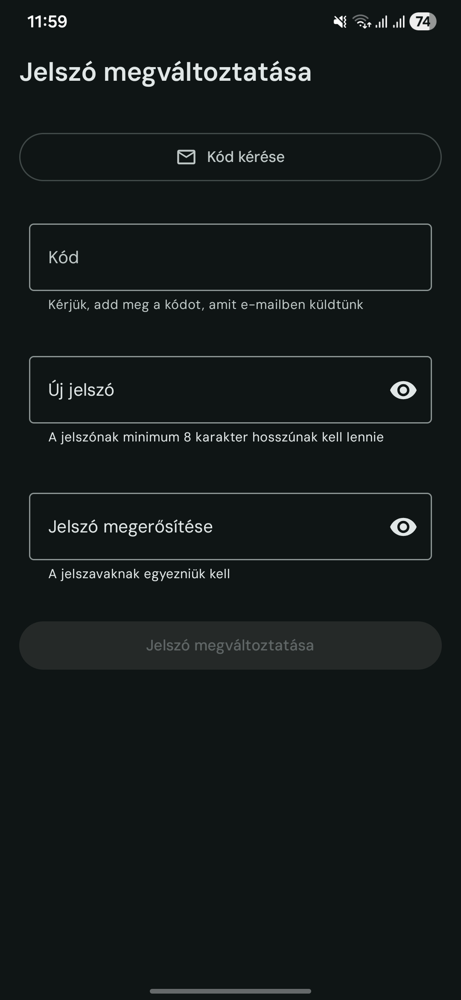 11:59
74
Jelszó megváltoztatása
Kód kérése
Kód
Kérjük, add meg a kódot, amit e-mailben küldtünk
Új jelszó
A jelszónak minimum 8 karakter hosszúnak kell lennie
Jelszó megerősítése
A jelszavaknak egyezniük kell
Jelszó megváltoztatása